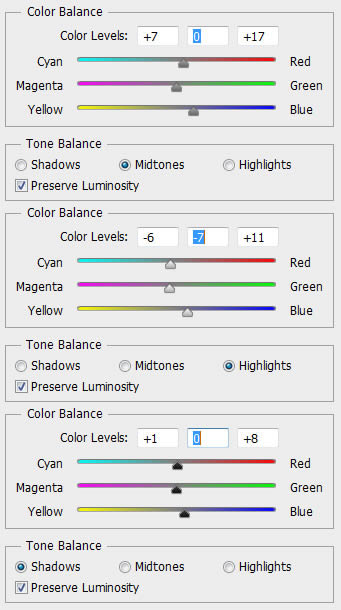 Color Balance
Color Levels: +7 0 +17
Cyan Red
Magenta Green
Yellow Blue
Tone Balance
Shadows Midtones Highlights
Preserve Luminosity
Color Balance
Color Levels: -6 -7 +11
Cyan Red
Magenta Green
Yellow Blue
Tone Balance
Shadows Midtones Highlights
Preserve Luminosity
Color Balance
Color Levels: +1 0 +8
Cyan Red
Magenta Green
Yellow Blue
Tone Balance
Shadows Midtones Highlights
Preserve Luminosity